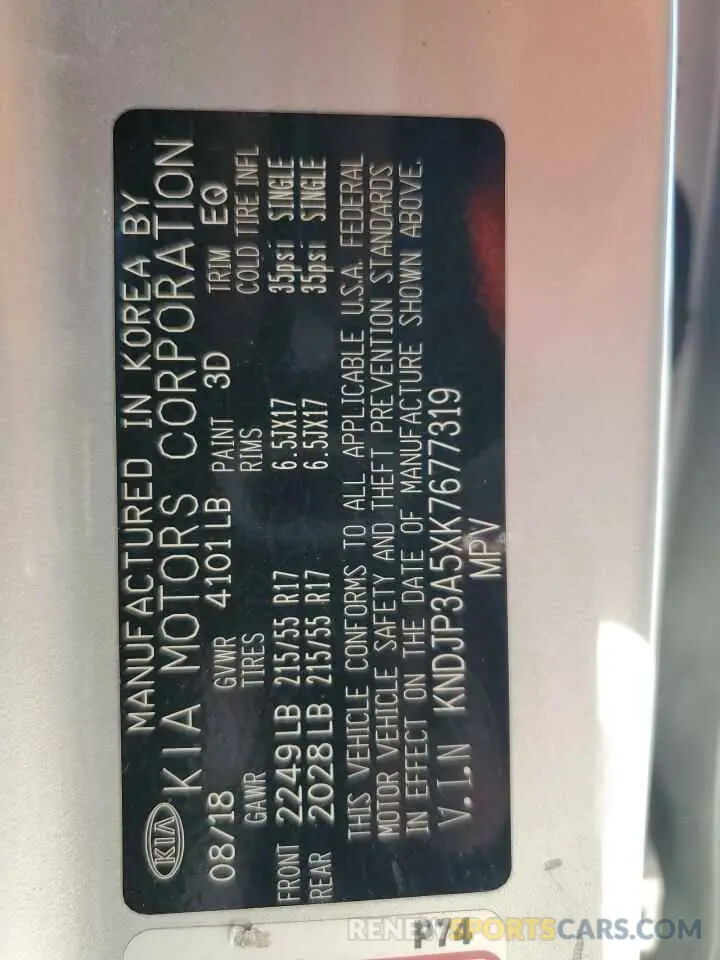 MANUFACTURED IN KOREA BY
KIA KIA MOTORS CORPORATION
08/18 GVWR 4101LB PAINT 3D TRIM EQ
GAWR TIRES RIMS COLD TIRE INFL
FRONT 2249LB 215/55 R17 6.5JX17 35psi SINGLE
REAR 2028LB 215/55 R17 6.5JX17 35psi SINGLE
THIS VEHICLE CONFORMS TO ALL APPLICABLE U.S.A. FEDERAL
MOTOR VEHICLE SAFETY AND THEFT PREVENTION STANDARDS
IN EFFECT ON THE DATE OF MANUFACTURE SHOWN ABOVE.
V.I.N KNDJP3A5XK7677319
MPV
P74
RENEWSPORTSCARS.COM